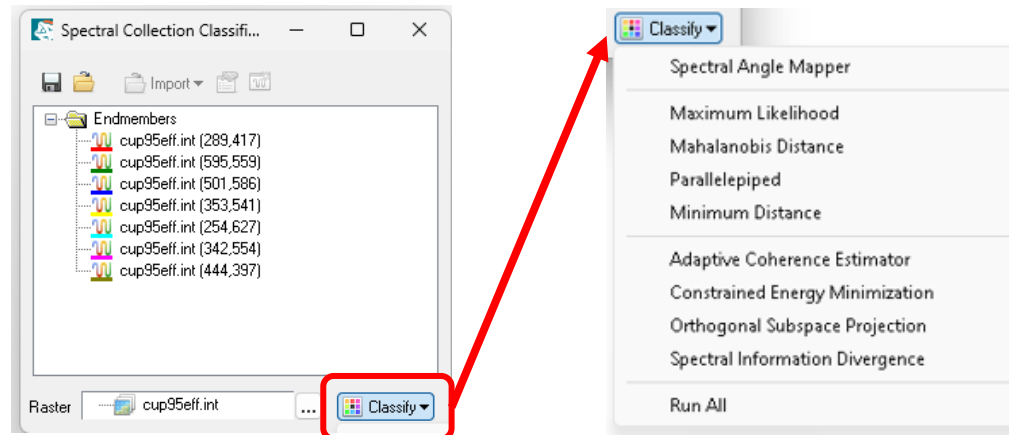 Spectral Collection Classifi...
Import
Endmembers
cup95eff.int (289,417)
cup95eff.int (595,559)
cup95eff.int (501,586)
cup95eff.int (353,541)
cup95eff.int (254,627)
cup95eff.int (342,554)
cup95eff.int (444,397)
Raster cup95eff.int ... Classify
Classify
Spectral Angle Mapper
Maximum Likelihood
Mahalanobis Distance
Parallelepiped
Minimum Distance
Adaptive Coherence Estimator
Constrained Energy Minimization
Orthogonal Subspace Projection
Spectral Information Divergence
Run All